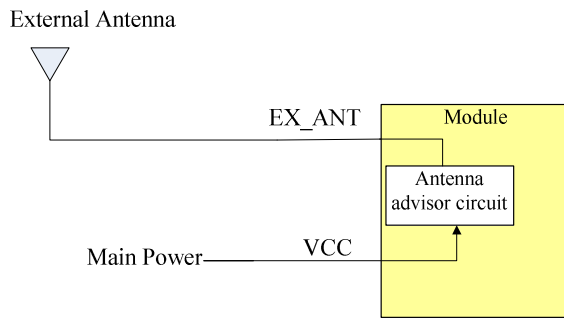 External Antenna
EX_ANT
Module
Antenna
advisor circuit
Main Power
VCC